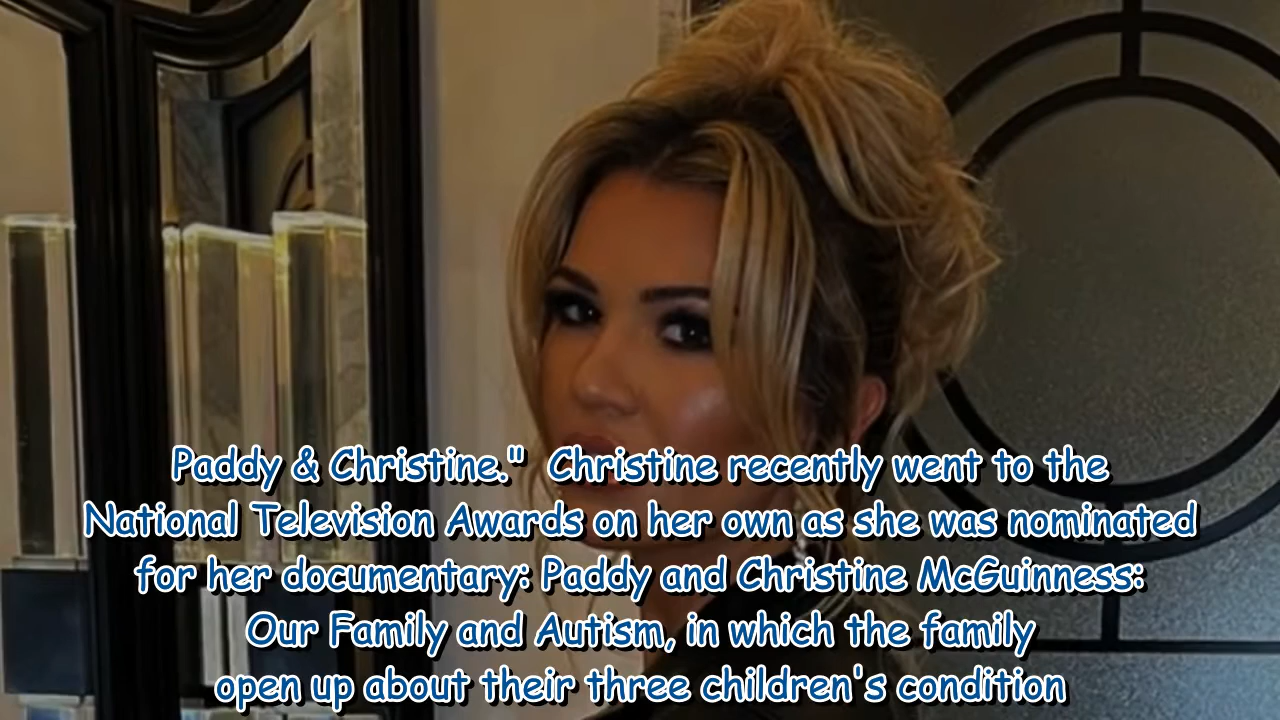 Paddy & Christine."  Christine recently went to the
National Television Awards on her own as she was nominated
for her documentary: Paddy and Christine McGuinness:
Our Family and Autism, in which the family
open up about their three children's condition